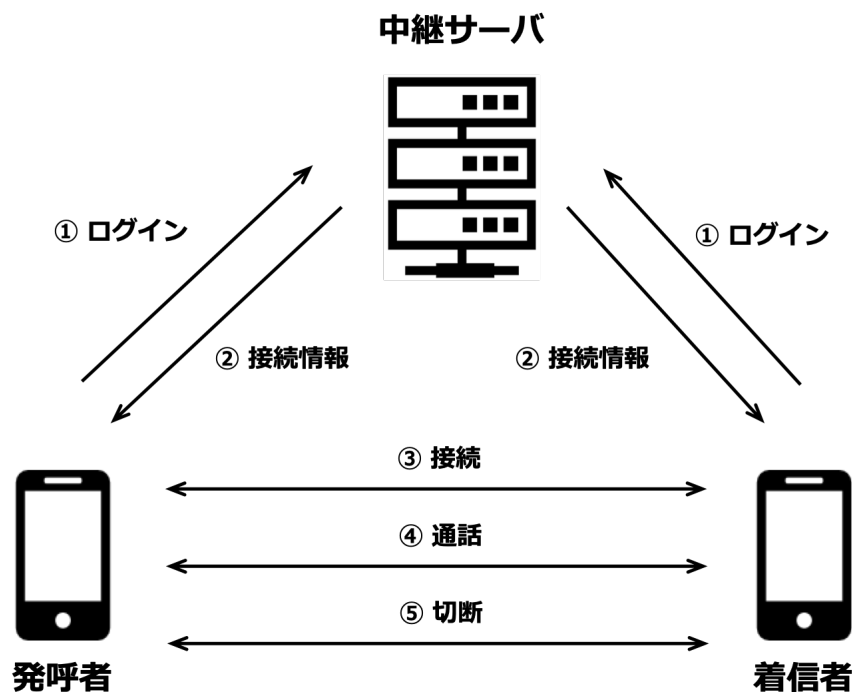 中継サーバ
① ログイン
① ログイン
② 接続情報
② 接続情報
③ 接続
④ 通話
⑤ 切断
発呼者
着信者